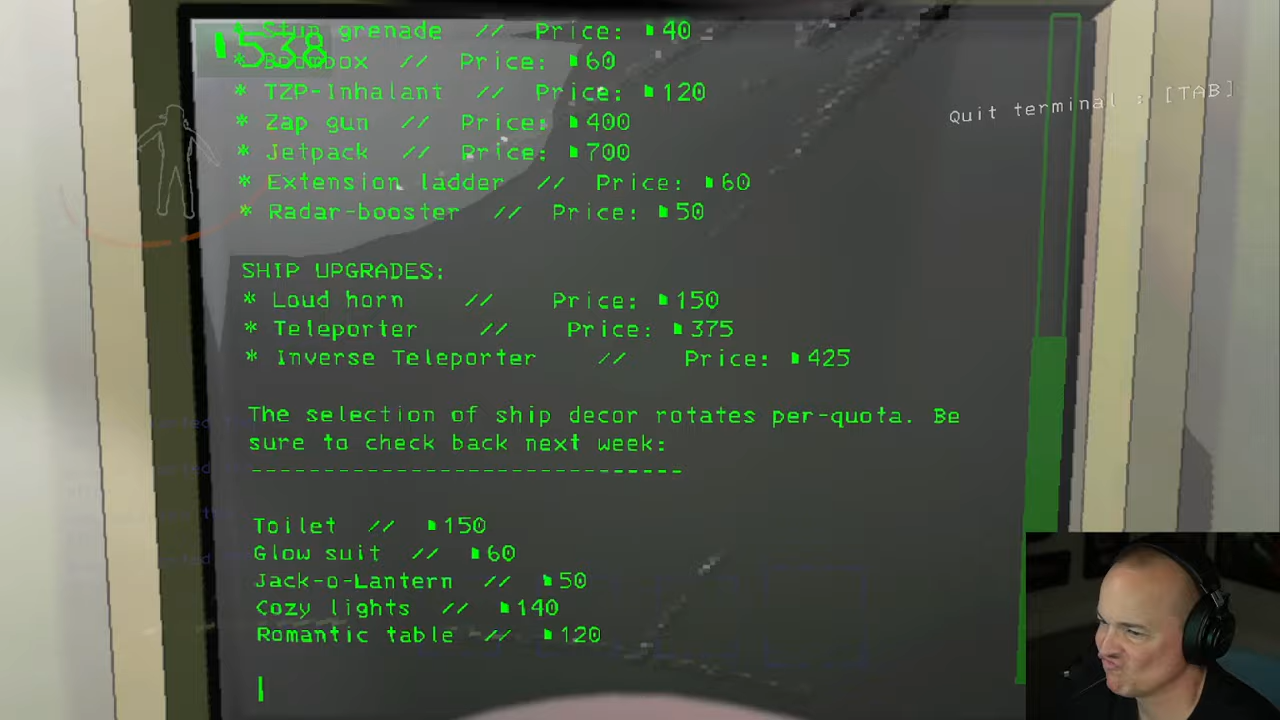 * Stun grenade // Price: ▮40
▮538
* Boombox // Price: ▮60
* TZP-Inhalant // Price: ▮120
Quit terminal : [TAB]
* Zap gun // Price: ▮400
* Jetpack // Price: ▮700
* Extension ladder // Price: ▮60
* Radar-booster // Price: ▮50
SHIP UPGRADES:
* Loud horn // Price: ▮150
* Teleporter // Price: ▮375
* Inverse Teleporter // Price: ▮425
The selection of ship decor rotates per-quota. Be
sure to check back next week:
------------------------------
Toilet // ▮150
Glow suit // ▮60
Jack-o-Lantern // ▮50
Cozy lights // ▮140
Romantic table // ▮120